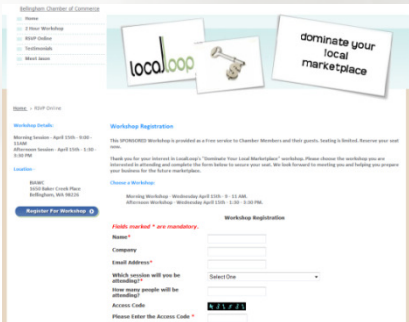 Bellingham Chamber of Commerce
Home
2 Hour Workshop
RSVP Online
Testimonials
Meet Jason
local loop
dominate your
local
marketplace
Home > RSVP Online
Workshop Details:
Morning Session - April 15th - 9:00 -
11AM
Afternoon Session - April 15th - 1:30 -
3:30 PM
Location -
BIAWC
1650 Baker Creek Place
Bellingham, WA 98226
Register For Workshop
Workshop Registration
This SPONSORED Workshop is provided as a free service to Chamber Members and their guests. Seating is limited. Reserve your seat
now.
Thank you for your interest in LocalLoop's "Dominate Your Local Marketplace" workshop. Please choose the workshop you are
interested in attending and complete the form below to secure your seat. We look forward to meeting you and helping you prepare
your business for the future marketplace.
Choose a Workshop:
Morning Workshop - Wednesday April 15th - 9 - 11 AM.
Afternoon Workshop - Wednesday April 15th - 1:30 - 3:30 PM.
Workshop Registration
Fields marked * are mandatory.
Name*
Company
Email Address*
Which session will you be
attending?*
Select One
How many people will be
attending?
Access Code
Please Enter the Access Code *